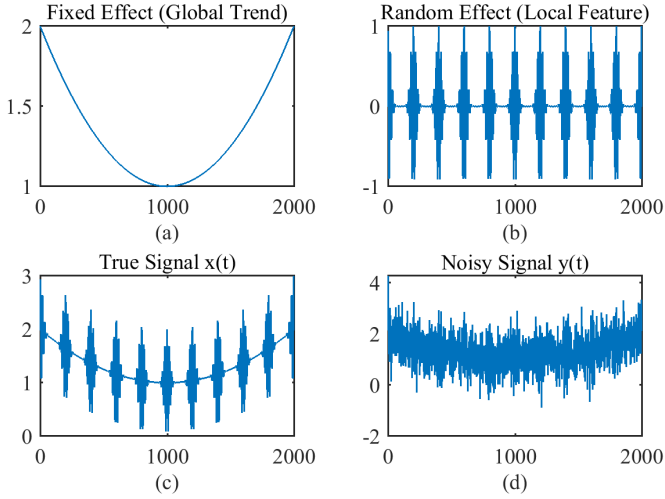 Fixed Effect (Global Trend)
2
1.5
1
0 1000 2000
(a)
Random Effect (Local Feature)
1
0
-1
0 1000 2000
(b)
True Signal x(t)
3
2
1
0
0 1000 2000
(c)
Noisy Signal y(t)
4
2
0
-2
0 1000 2000
(d)